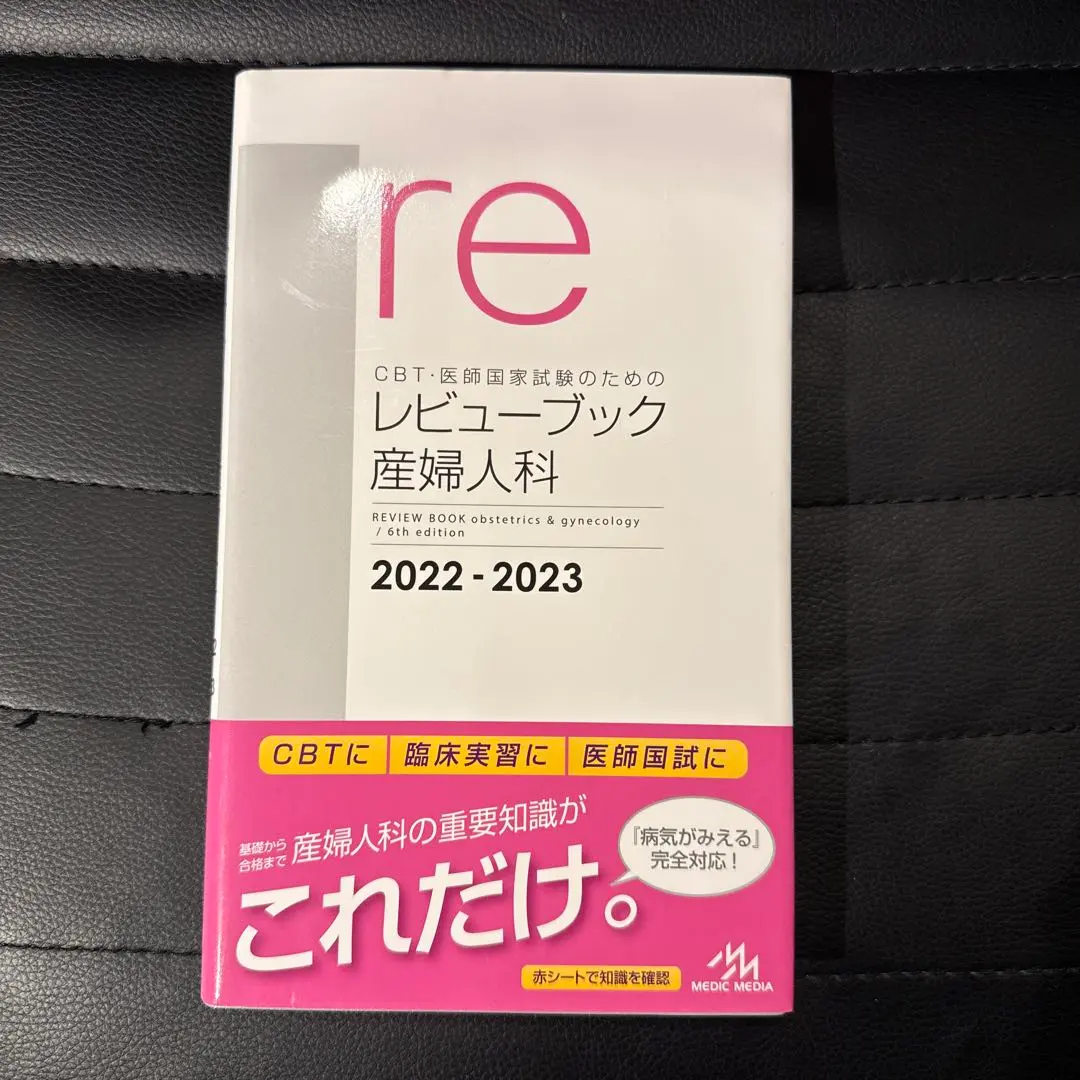 re
CBT・医師国家試験のための
レビューブック
産婦人科
REVIEW BOOK obstetrics & gynecology
/ 6th edition
2022 - 2023
CBTに 臨床実習に 医師国試に
基礎から
合格まで
産婦人科の重要知識が
これだけ。
『病気がみえる』
完全対応！
赤シートで知識を確認
MEDIC MEDIA